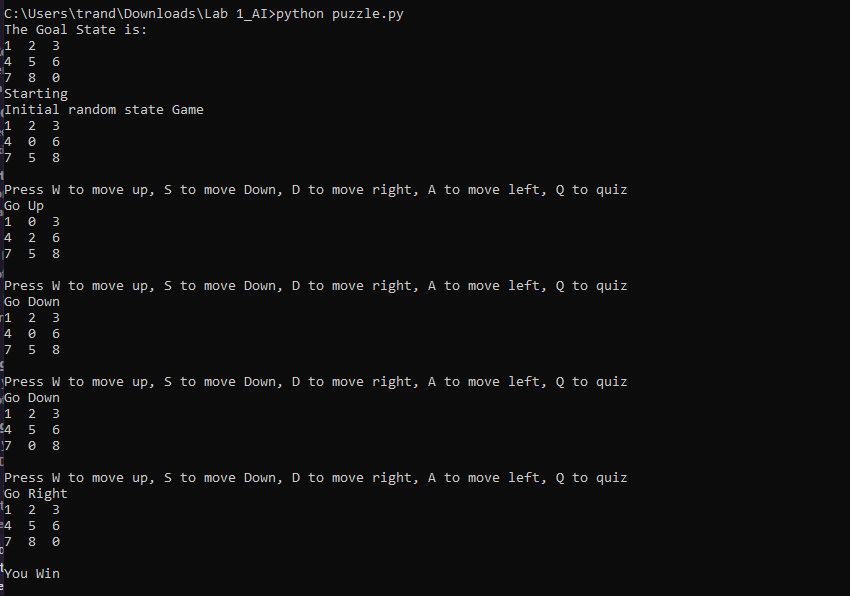 C:\Users\trand\Downloads\Lab 1_AI>python puzzle.py
The Goal State is:
1  2  3
4  5  6
7  8  0
Starting
Initial random state Game
1  2  3
4  0  6
7  5  8
Press W to move up, S to move Down, D to move right, A to move left, Q to quiz
Go Up
1  0  3
4  2  6
7  5  8
Press W to move up, S to move Down, D to move right, A to move left, Q to quiz
Go Down
1  2  3
4  0  6
7  5  8
Press W to move up, S to move Down, D to move right, A to move left, Q to quiz
Go Down
1  2  3
4  5  6
7  0  8
Press W to move up, S to move Down, D to move right, A to move left, Q to quiz
Go Right
1  2  3
4  5  6
7  8  0
You Win